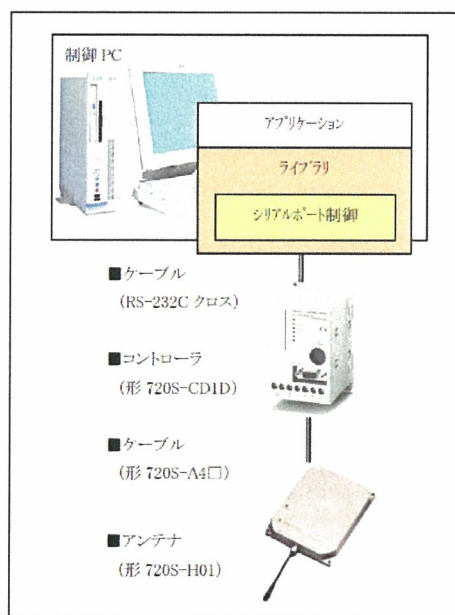 制御 PC
アプリケーション
ライブラリ
シリアルポート制御
■ケーブル
(RS-232C クロス)
■コントローラ
(形 720S-CD1D)
■ケーブル
(形 720S-A4□)
■アンテナ
(形 720S-H01)